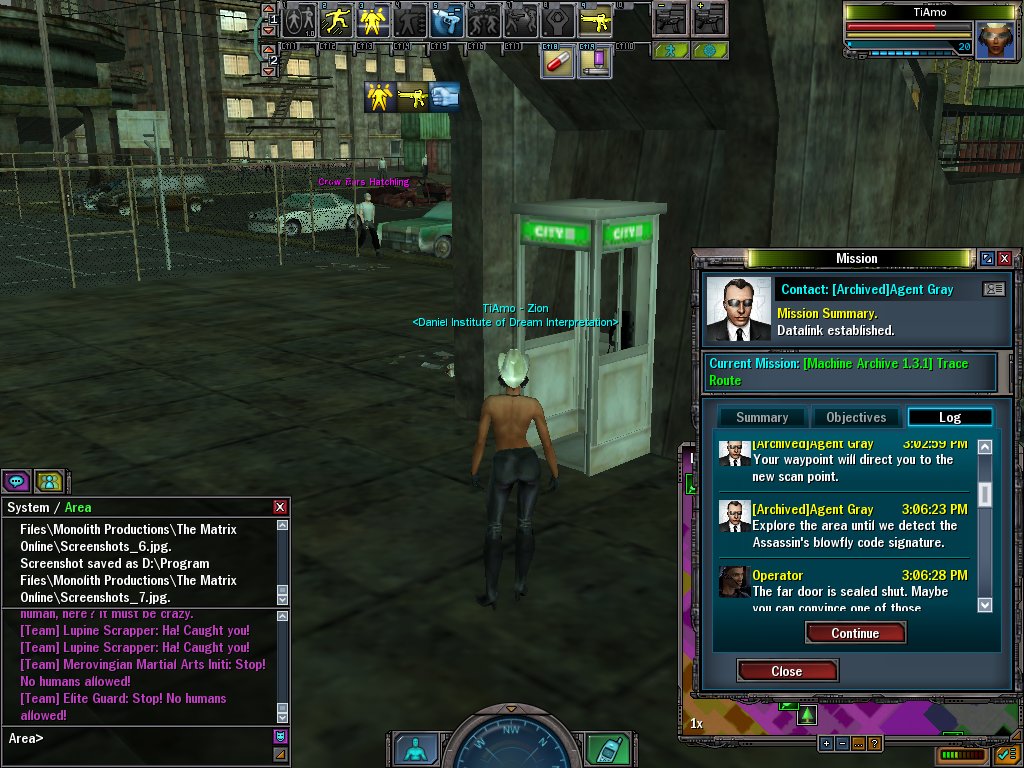 TiAmo
20
Crow Bars Hatchling
CITY
CITY
TiAmo - Zion
<Daniel Institute of Dream Interpretation>
Mission
Contact: [Archived]Agent Gray
Mission Summary.
Datalink established.
Current Mission: [Machine Archive 1.3.1] Trace
Route
Summary Objectives Log
[Archived]Agent Gray 3:02:59 PM
Your waypoint will direct you to the
new scan point.
[Archived]Agent Gray 3:06:23 PM
Explore the area until we detect the
Assassin's blowfly code signature.
Operator 3:06:28 PM
The far door is sealed shut. Maybe
you can convince one of those
Continue
Close
System / Area
Files\Monolith Productions\The Matrix
Online\Screenshots_6.jpg.
Screenshot saved as D:\Program
Files\Monolith Productions\The Matrix
Online\Screenshots_7.jpg.
human, here? It must be crazy.
[Team] Lupine Scrapper: Ha! Caught you!
[Team] Lupine Scrapper: Ha! Caught you!
[Team] Merovingian Martial Arts Initi: Stop!
No humans allowed!
[Team] Elite Guard: Stop! No humans
allowed!
Area>
W NW N
1x